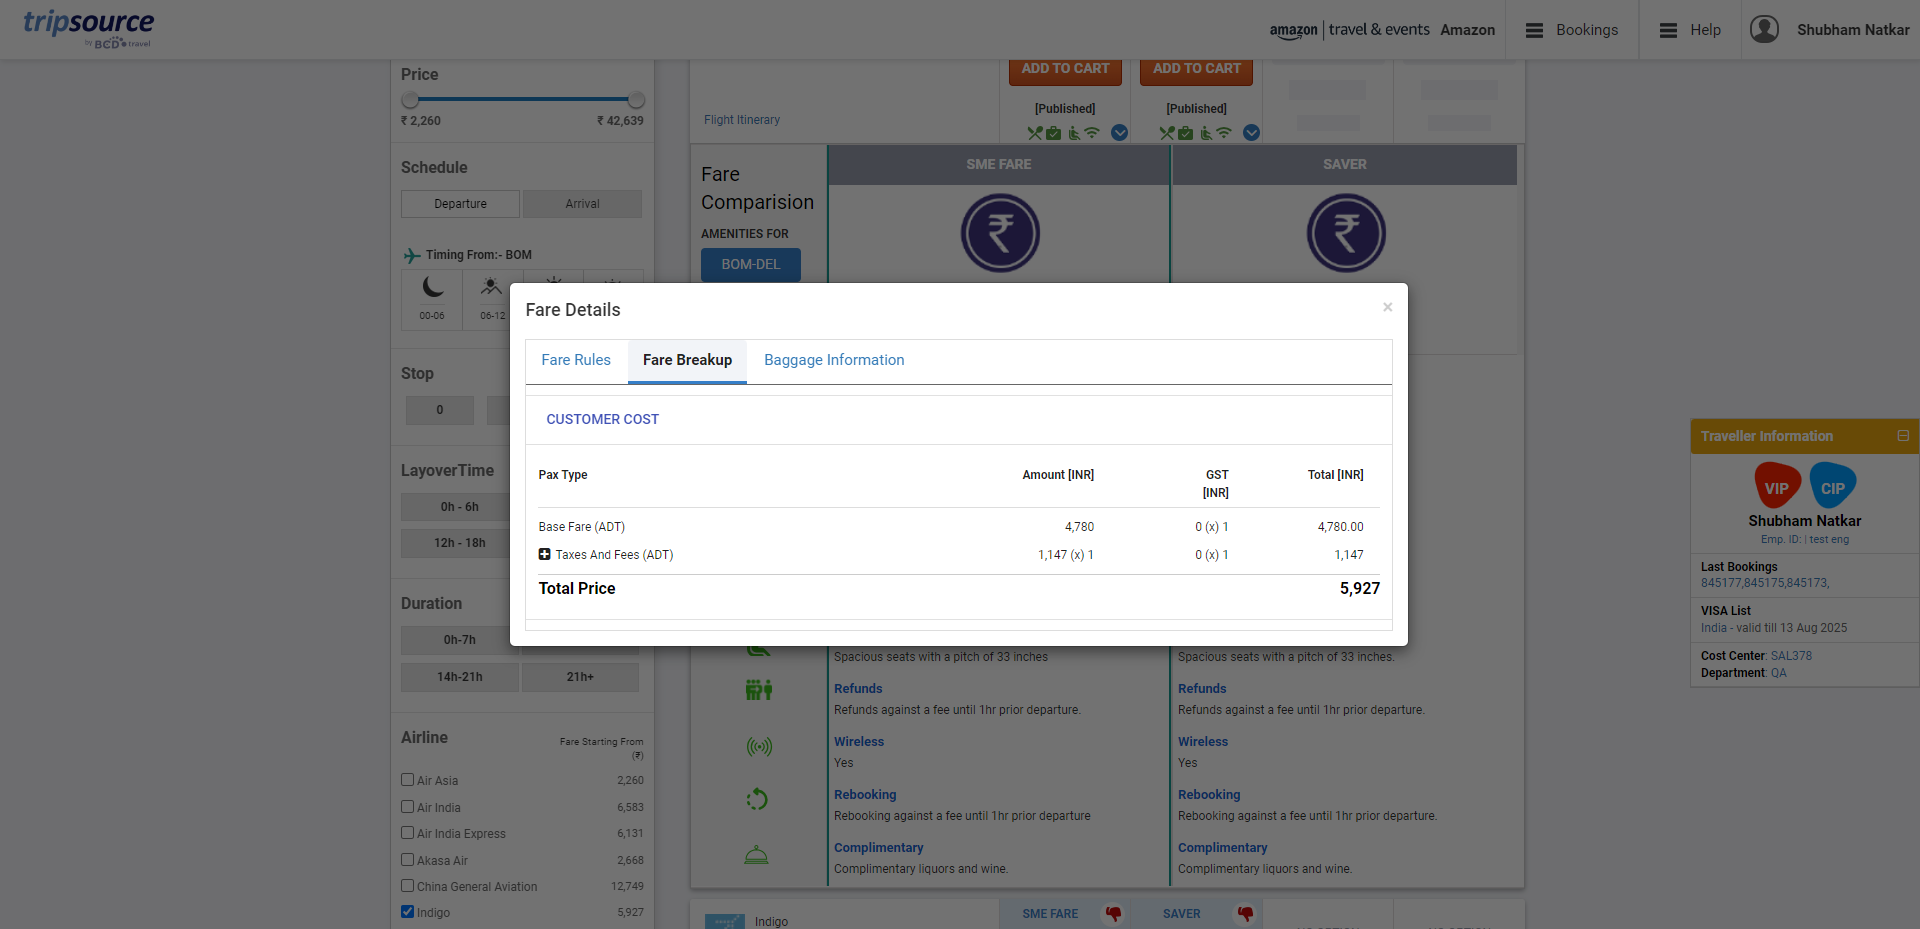 tripsource
by BCD travel
amazon | travel & events Amazon
Bookings
Help
Shubham Natkar
Price
₹ 2,260
₹ 42,639
Schedule
Departure
Arrival
Timing From:- BOM
00-06
06-12
Stop
0
LayoverTime
0h - 6h
12h - 18h
Duration
0h-7h
14h-21h
21h+
Airline
Fare Starting From
(₹)
Air Asia 2,260
Air India 6,583
Air India Express 6,131
Akasa Air 2,668
China General Aviation 12,749
Indigo 5,927
ADD TO CART
ADD TO CART
[Published]
[Published]
Flight Itinerary
Fare
Comparision
AMENITIES FOR
BOM-DEL
SME FARE
SAVER
Fare Details
×
Fare Rules
Fare Breakup
Baggage Information
CUSTOMER COST
Pax Type Amount [INR] GST Total [INR]
[INR]
Base Fare (ADT) 4,780 0 (x) 1 4,780.00
Taxes And Fees (ADT) 1,147 (x) 1 0 (x) 1 1,147
Total Price 5,927
Spacious seats with a pitch of 33 inches
Refunds
Refunds against a fee until 1hr prior departure.
Wireless
Yes
Rebooking
Rebooking against a fee until 1hr prior departure
Complimentary
Complimentary liquors and wine.
Spacious seats with a pitch of 33 inches.
Refunds
Refunds against a fee until 1hr prior departure.
Wireless
Yes
Rebooking
Rebooking against a fee until 1hr prior departure.
Complimentary
Complimentary liquors and wine.
Indigo
SME FARE
SAVER
Traveller Information
VIP
CIP
Shubham Natkar
Emp. ID: | test eng
Last Bookings
845177,845175,845173,
VISA List
India - valid till 13 Aug 2025
Cost Center: SAL378
Department: QA